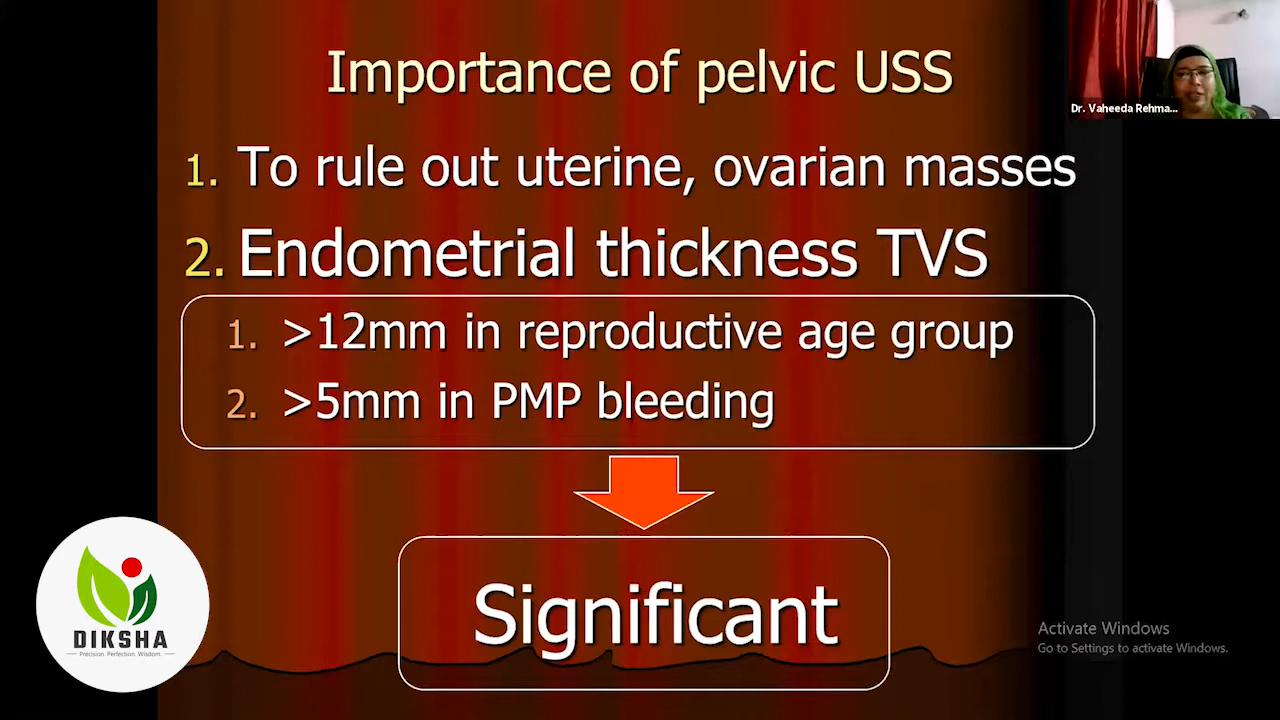 Importance of pelvic USS
Dr. Vaheeda Rehma...
1. To rule out uterine, ovarian masses
2. Endometrial thickness TVS
1. >12mm in reproductive age group
2. >5mm in PMP bleeding
Significant
DIKSHA
Precision. Perfection. Wisdom.
Activate Windows
Go to Settings to activate Windows.